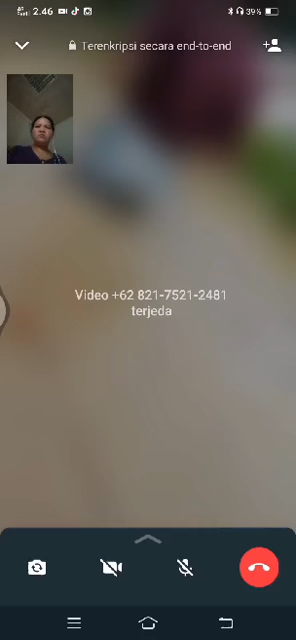 2.46 39%
Terenkripsi secara end-to-end
Video +62 821-7521-2481
terjeda